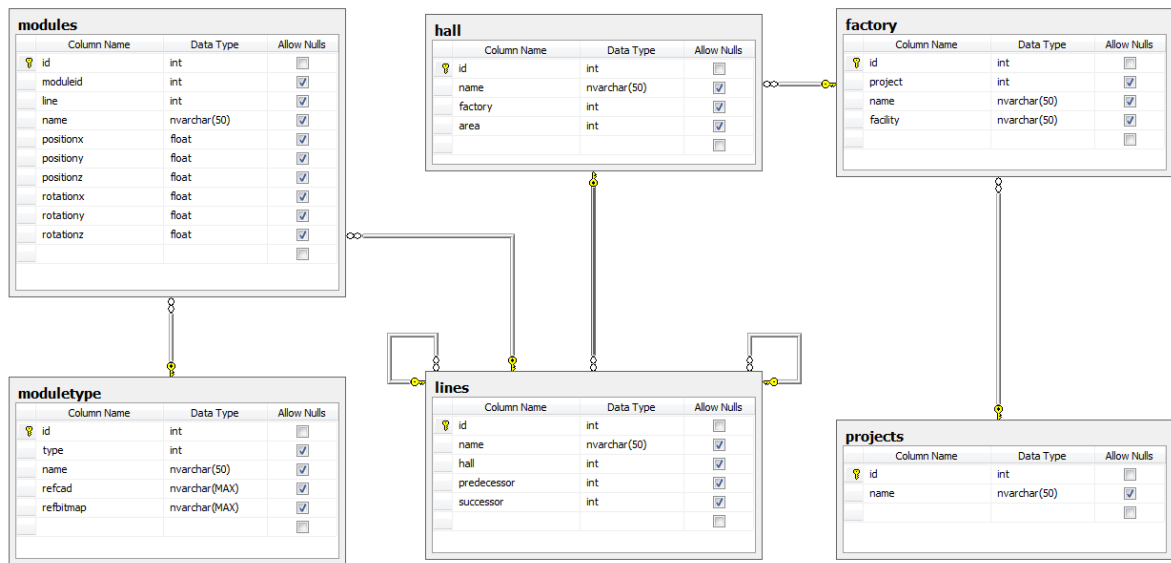 modules
Column Name Data Type Allow Nulls
id int
moduleid int
line int
name nvarchar(50)
positionx float
positiony float
positionz float
rotationx float
rotationy float
rotationz float
hall
Column Name Data Type Allow Nulls
id int
name nvarchar(50)
factory int
area int
factory
Column Name Data Type Allow Nulls
id int
project int
name nvarchar(50)
facility nvarchar(50)
moduletype
Column Name Data Type Allow Nulls
id int
type int
name nvarchar(50)
refcad nvarchar(MAX)
refbitmap nvarchar(MAX)
lines
Column Name Data Type Allow Nulls
id int
name nvarchar(50)
hall int
predecessor int
successor int
projects
Column Name Data Type Allow Nulls
id int
name nvarchar(50)